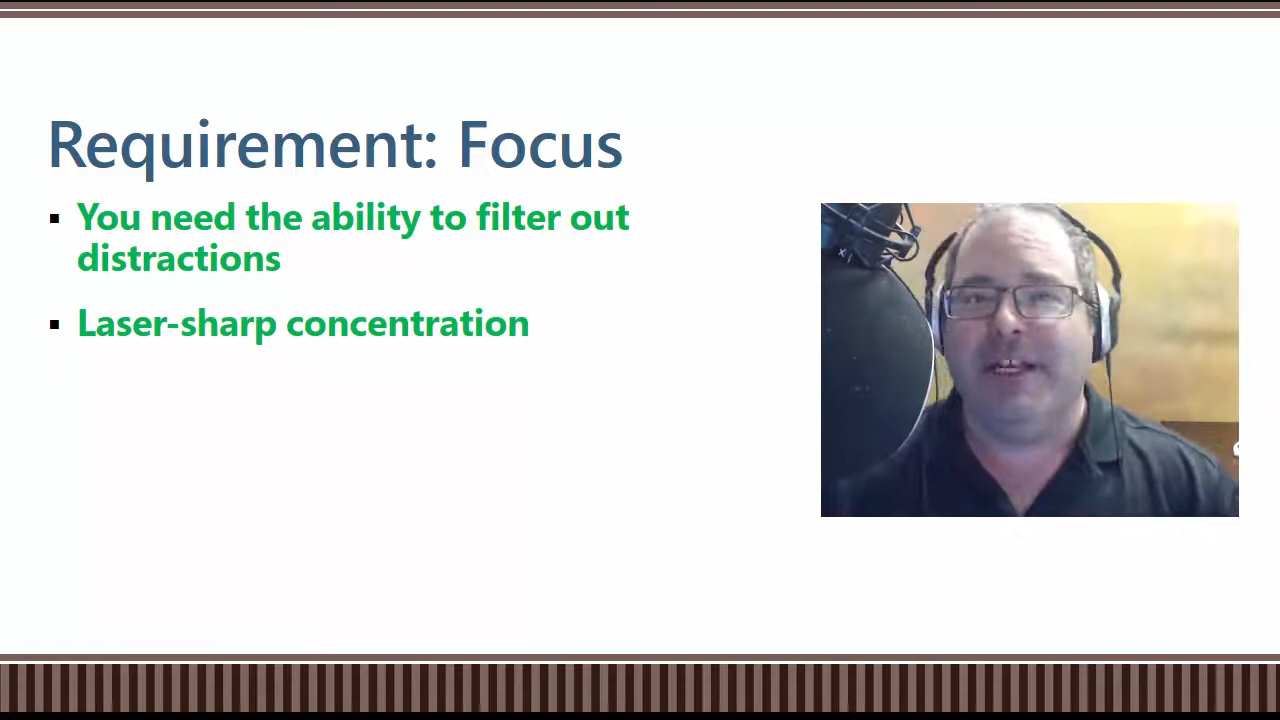 Requirement: Focus
You need the ability to filter out
distractions
Laser-sharp concentration